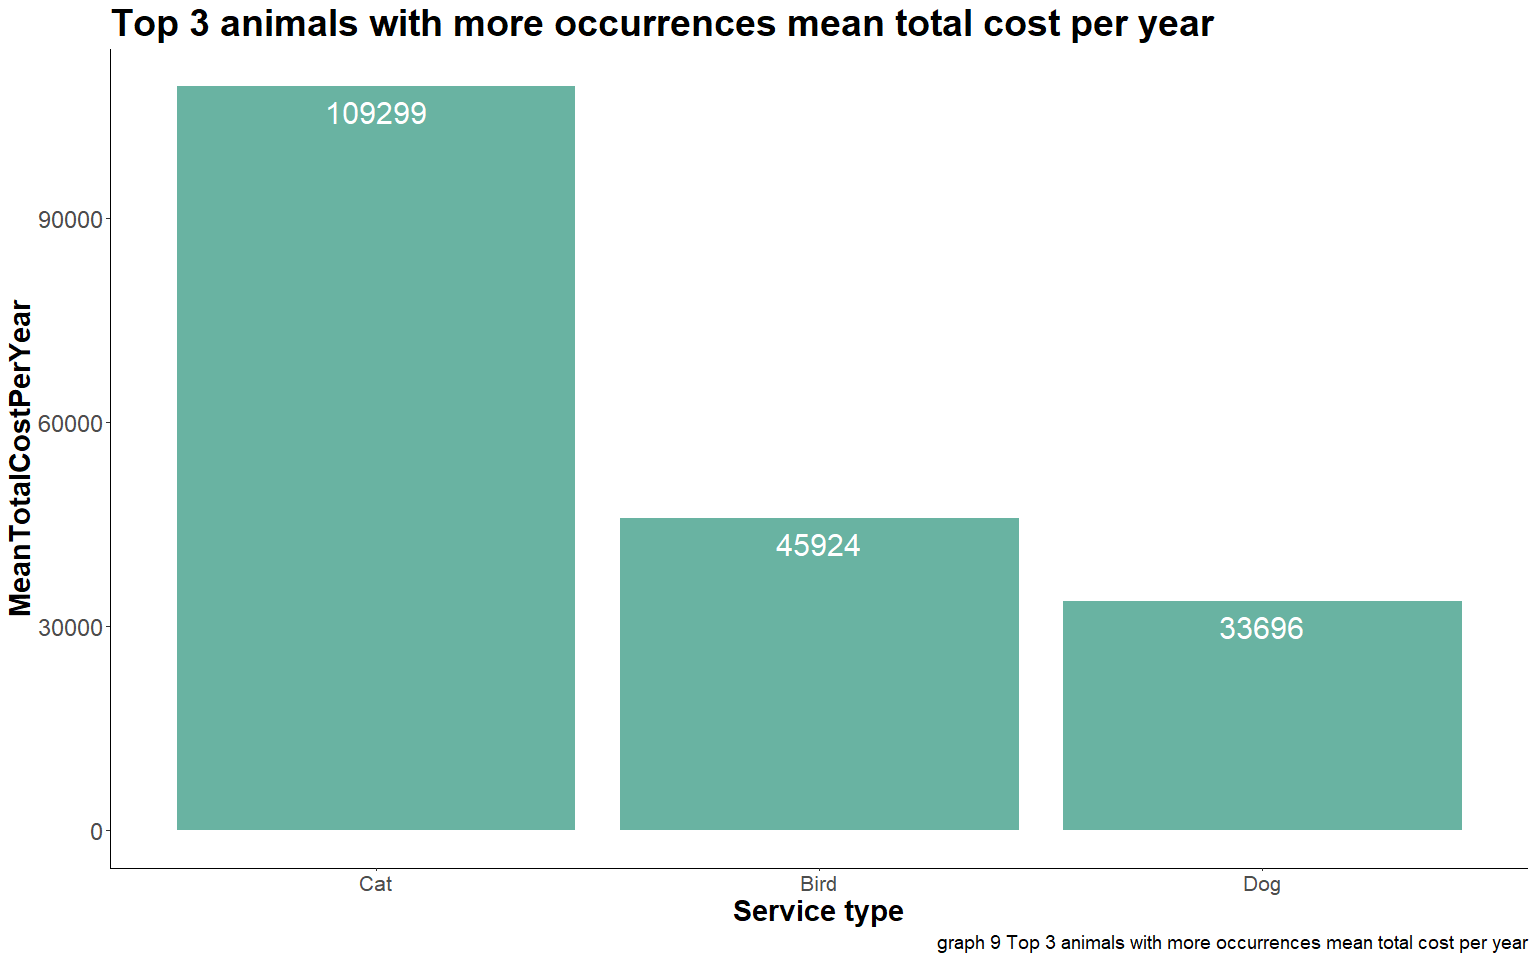 Top 3 animals with more occurrences mean total cost per year
MeanTotalCostPerYear
90000
60000
30000
0
109299
45924
33696
Cat
Bird
Dog
Service type
graph 9 Top 3 animals with more occurrences mean total cost per year